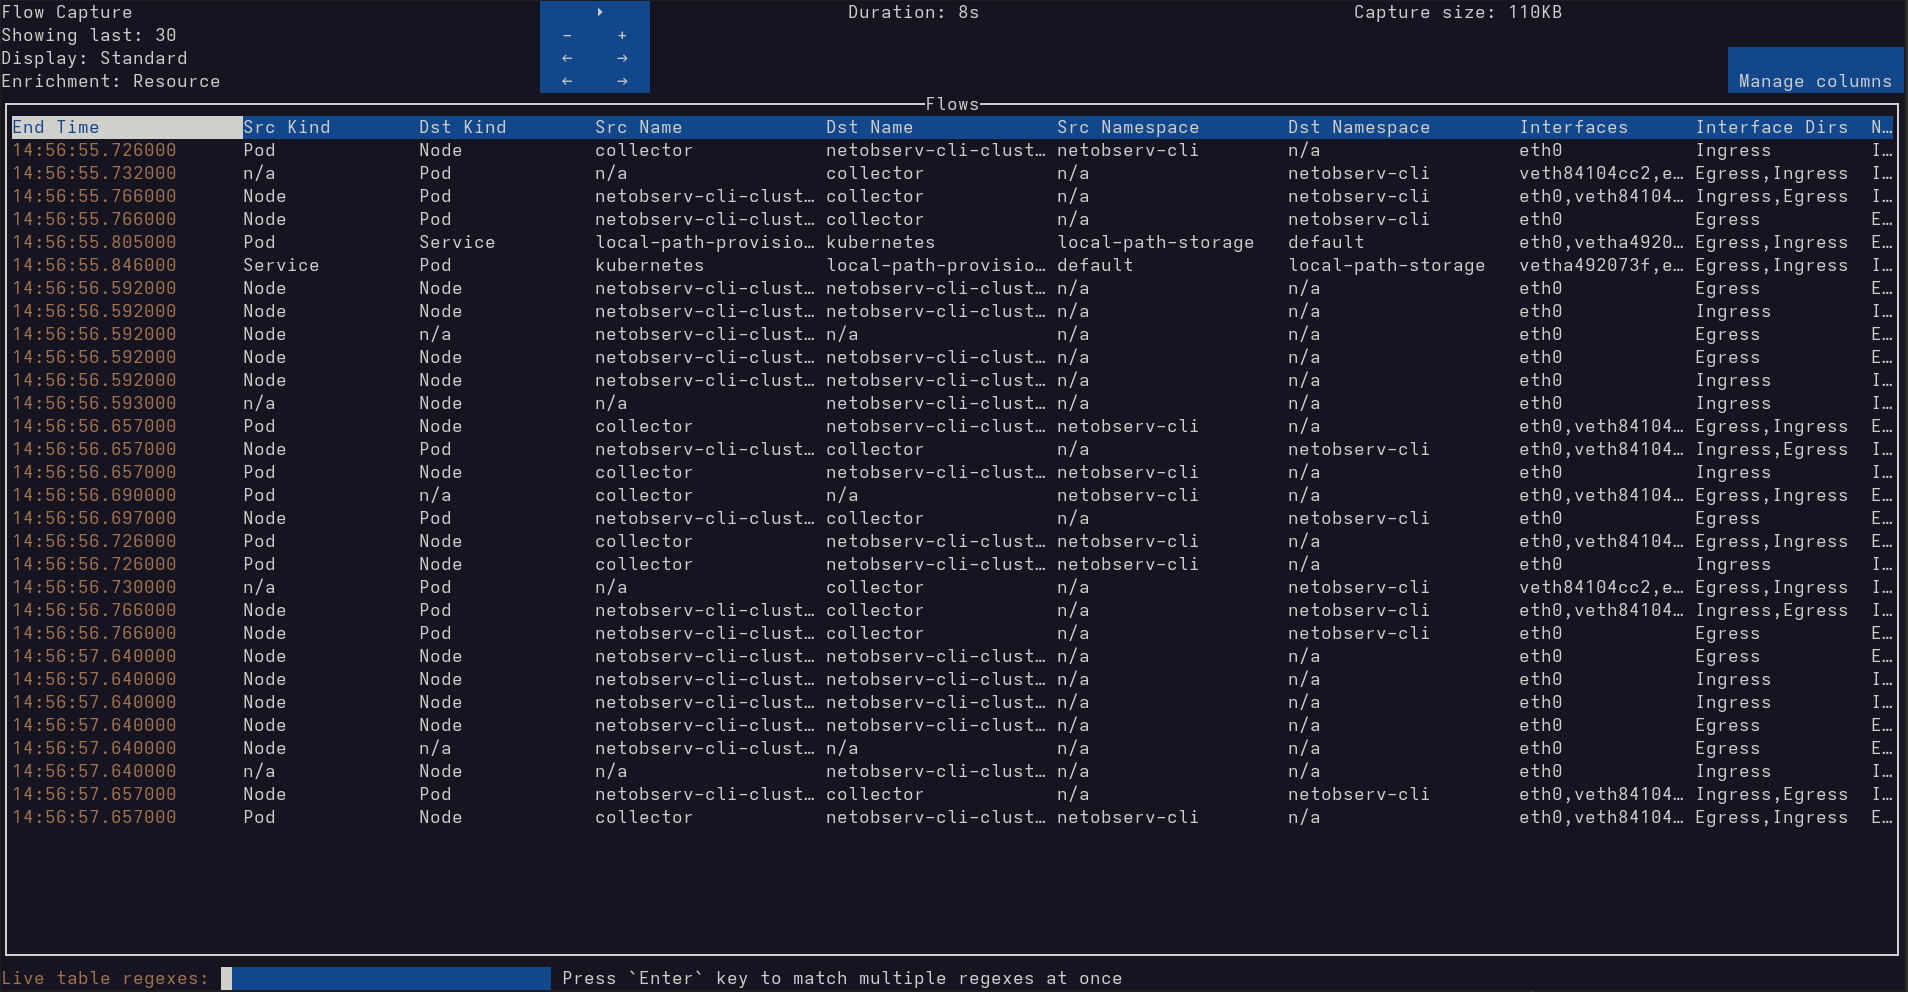 Flow Capture Duration: 8s Capture size: 110KB
Showing last: 30 - +
Display: Standard ← →
Enrichment: Resource ← → Manage columns
Flows
End Time Src Kind Dst Kind Src Name Dst Name Src Namespace Dst Namespace Interfaces Interface Dirs N…
14:56:55.726000 Pod Node collector netobserv-cli-clust… netobserv-cli n/a eth0 Ingress I…
14:56:55.732000 n/a Pod n/a collector n/a netobserv-cli veth84104cc2,e… Egress,Ingress I…
14:56:55.766000 Node Pod netobserv-cli-clust… collector n/a netobserv-cli eth0,veth84104… Ingress,Egress I…
14:56:55.766000 Node Pod netobserv-cli-clust… collector n/a netobserv-cli eth0 Egress E…
14:56:55.805000 Pod Service local-path-provisio… kubernetes local-path-storage default eth0,vetha4920… Egress,Ingress E…
14:56:55.846000 Service Pod kubernetes local-path-provisio… default local-path-storage vetha492073f,e… Egress,Ingress I…
14:56:56.592000 Node Node netobserv-cli-clust… netobserv-cli-clust… n/a n/a eth0 Egress E…
14:56:56.592000 Node Node netobserv-cli-clust… netobserv-cli-clust… n/a n/a eth0 Ingress I…
14:56:56.592000 Node n/a netobserv-cli-clust… n/a n/a n/a eth0 Egress E…
14:56:56.592000 Node Node netobserv-cli-clust… netobserv-cli-clust… n/a n/a eth0 Egress E…
14:56:56.592000 Node Node netobserv-cli-clust… netobserv-cli-clust… n/a n/a eth0 Ingress I…
14:56:56.593000 n/a Node n/a netobserv-cli-clust… n/a n/a eth0 Ingress I…
14:56:56.657000 Pod Node collector netobserv-cli-clust… netobserv-cli n/a eth0,veth84104… Egress,Ingress E…
14:56:56.657000 Node Pod netobserv-cli-clust… collector n/a netobserv-cli eth0,veth84104… Ingress,Egress I…
14:56:56.657000 Pod Node collector netobserv-cli-clust… netobserv-cli n/a eth0 Ingress I…
14:56:56.690000 Pod n/a collector n/a netobserv-cli n/a eth0,veth84104… Egress,Ingress E…
14:56:56.697000 Node Pod netobserv-cli-clust… collector n/a netobserv-cli eth0 Egress E…
14:56:56.726000 Pod Node collector netobserv-cli-clust… netobserv-cli n/a eth0,veth84104… Egress,Ingress E…
14:56:56.726000 Pod Node collector netobserv-cli-clust… netobserv-cli n/a eth0 Ingress I…
14:56:56.730000 n/a Pod n/a collector n/a netobserv-cli veth84104cc2,e… Egress,Ingress I…
14:56:56.766000 Node Pod netobserv-cli-clust… collector n/a netobserv-cli eth0,veth84104… Ingress,Egress I…
14:56:56.766000 Node Pod netobserv-cli-clust… collector n/a netobserv-cli eth0 Egress E…
14:56:57.640000 Node Node netobserv-cli-clust… netobserv-cli-clust… n/a n/a eth0 Egress E…
14:56:57.640000 Node Node netobserv-cli-clust… netobserv-cli-clust… n/a n/a eth0 Ingress I…
14:56:57.640000 Node Node netobserv-cli-clust… netobserv-cli-clust… n/a n/a eth0 Ingress I…
14:56:57.640000 Node Node netobserv-cli-clust… netobserv-cli-clust… n/a n/a eth0 Egress E…
14:56:57.640000 Node n/a netobserv-cli-clust… n/a n/a n/a eth0 Egress E…
14:56:57.640000 n/a Node n/a netobserv-cli-clust… n/a n/a eth0 Ingress I…
14:56:57.657000 Node Pod netobserv-cli-clust… collector n/a netobserv-cli eth0,veth84104… Ingress,Egress I…
14:56:57.657000 Pod Node collector netobserv-cli-clust… netobserv-cli n/a eth0,veth84104… Egress,Ingress E…
Live table regexes: Press `Enter` key to match multiple regexes at once